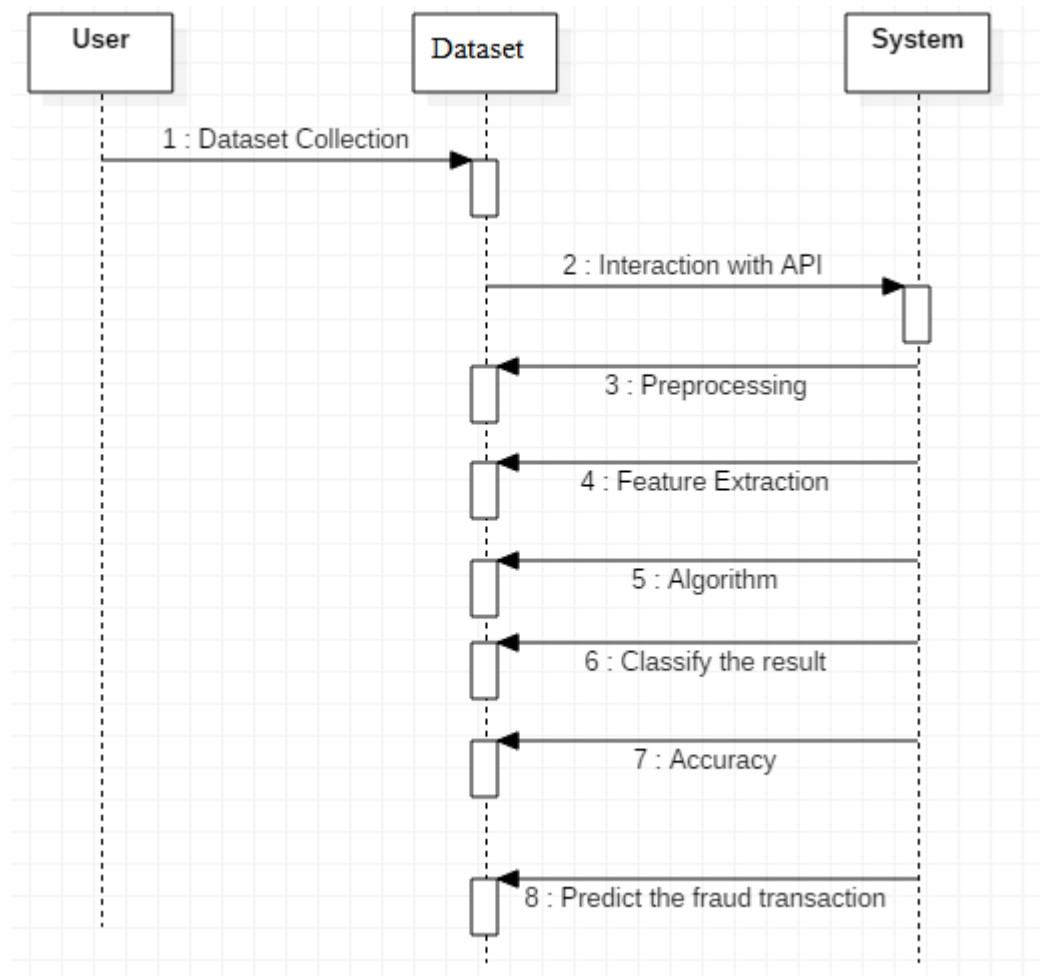 User
Dataset
System
1 : Dataset Collection
2 : Interaction with API
3 : Preprocessing
4 : Feature Extraction
5 : Algorithm
6 : Classify the result
7 : Accuracy
8 : Predict the fraud transaction